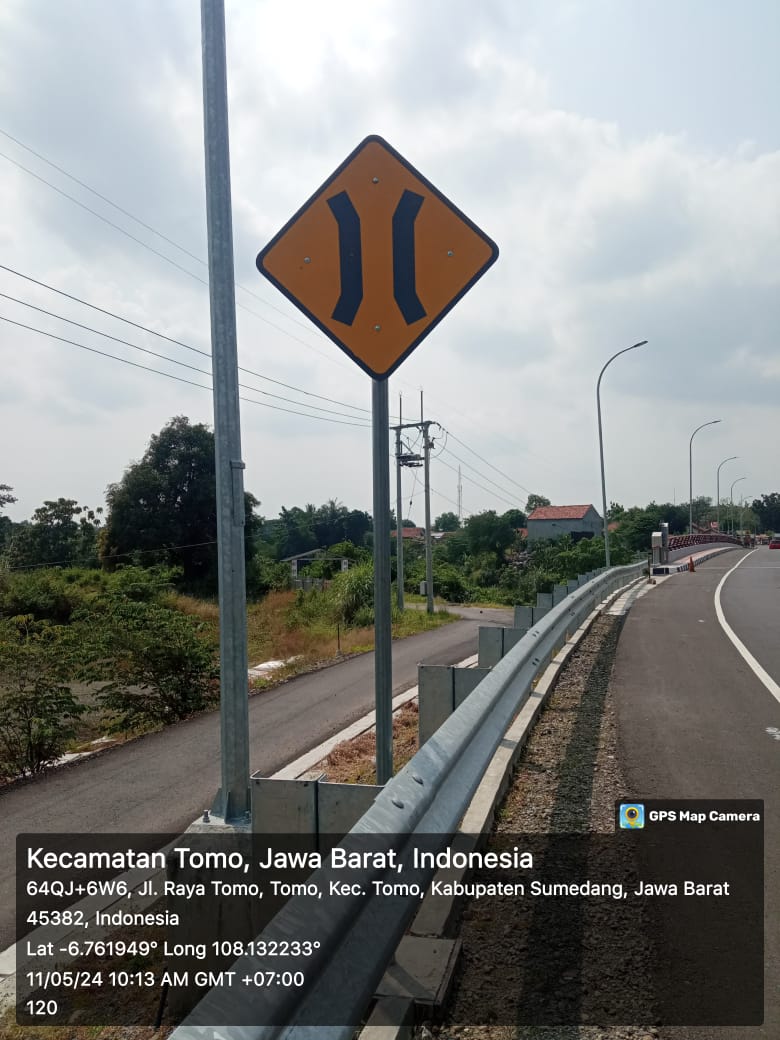 GPS Map Camera
Kecamatan Tomo, Jawa Barat, Indonesia
64QJ+6W6, Jl. Raya Tomo, Tomo, Kec. Tomo, Kabupaten Sumedang, Jawa Barat
45382, Indonesia
Lat -6.761949° Long 108.132233°
11/05/24 10:13 AM GMT +07:00
120